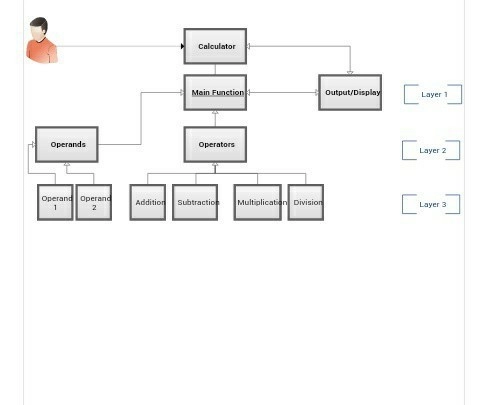 Calculator
Main Function
Output/Display
Layer 1
Operands
Operators
Layer 2
Operand
1
Operand
2
Addition
Subtraction
Multiplication
Division
Layer 3